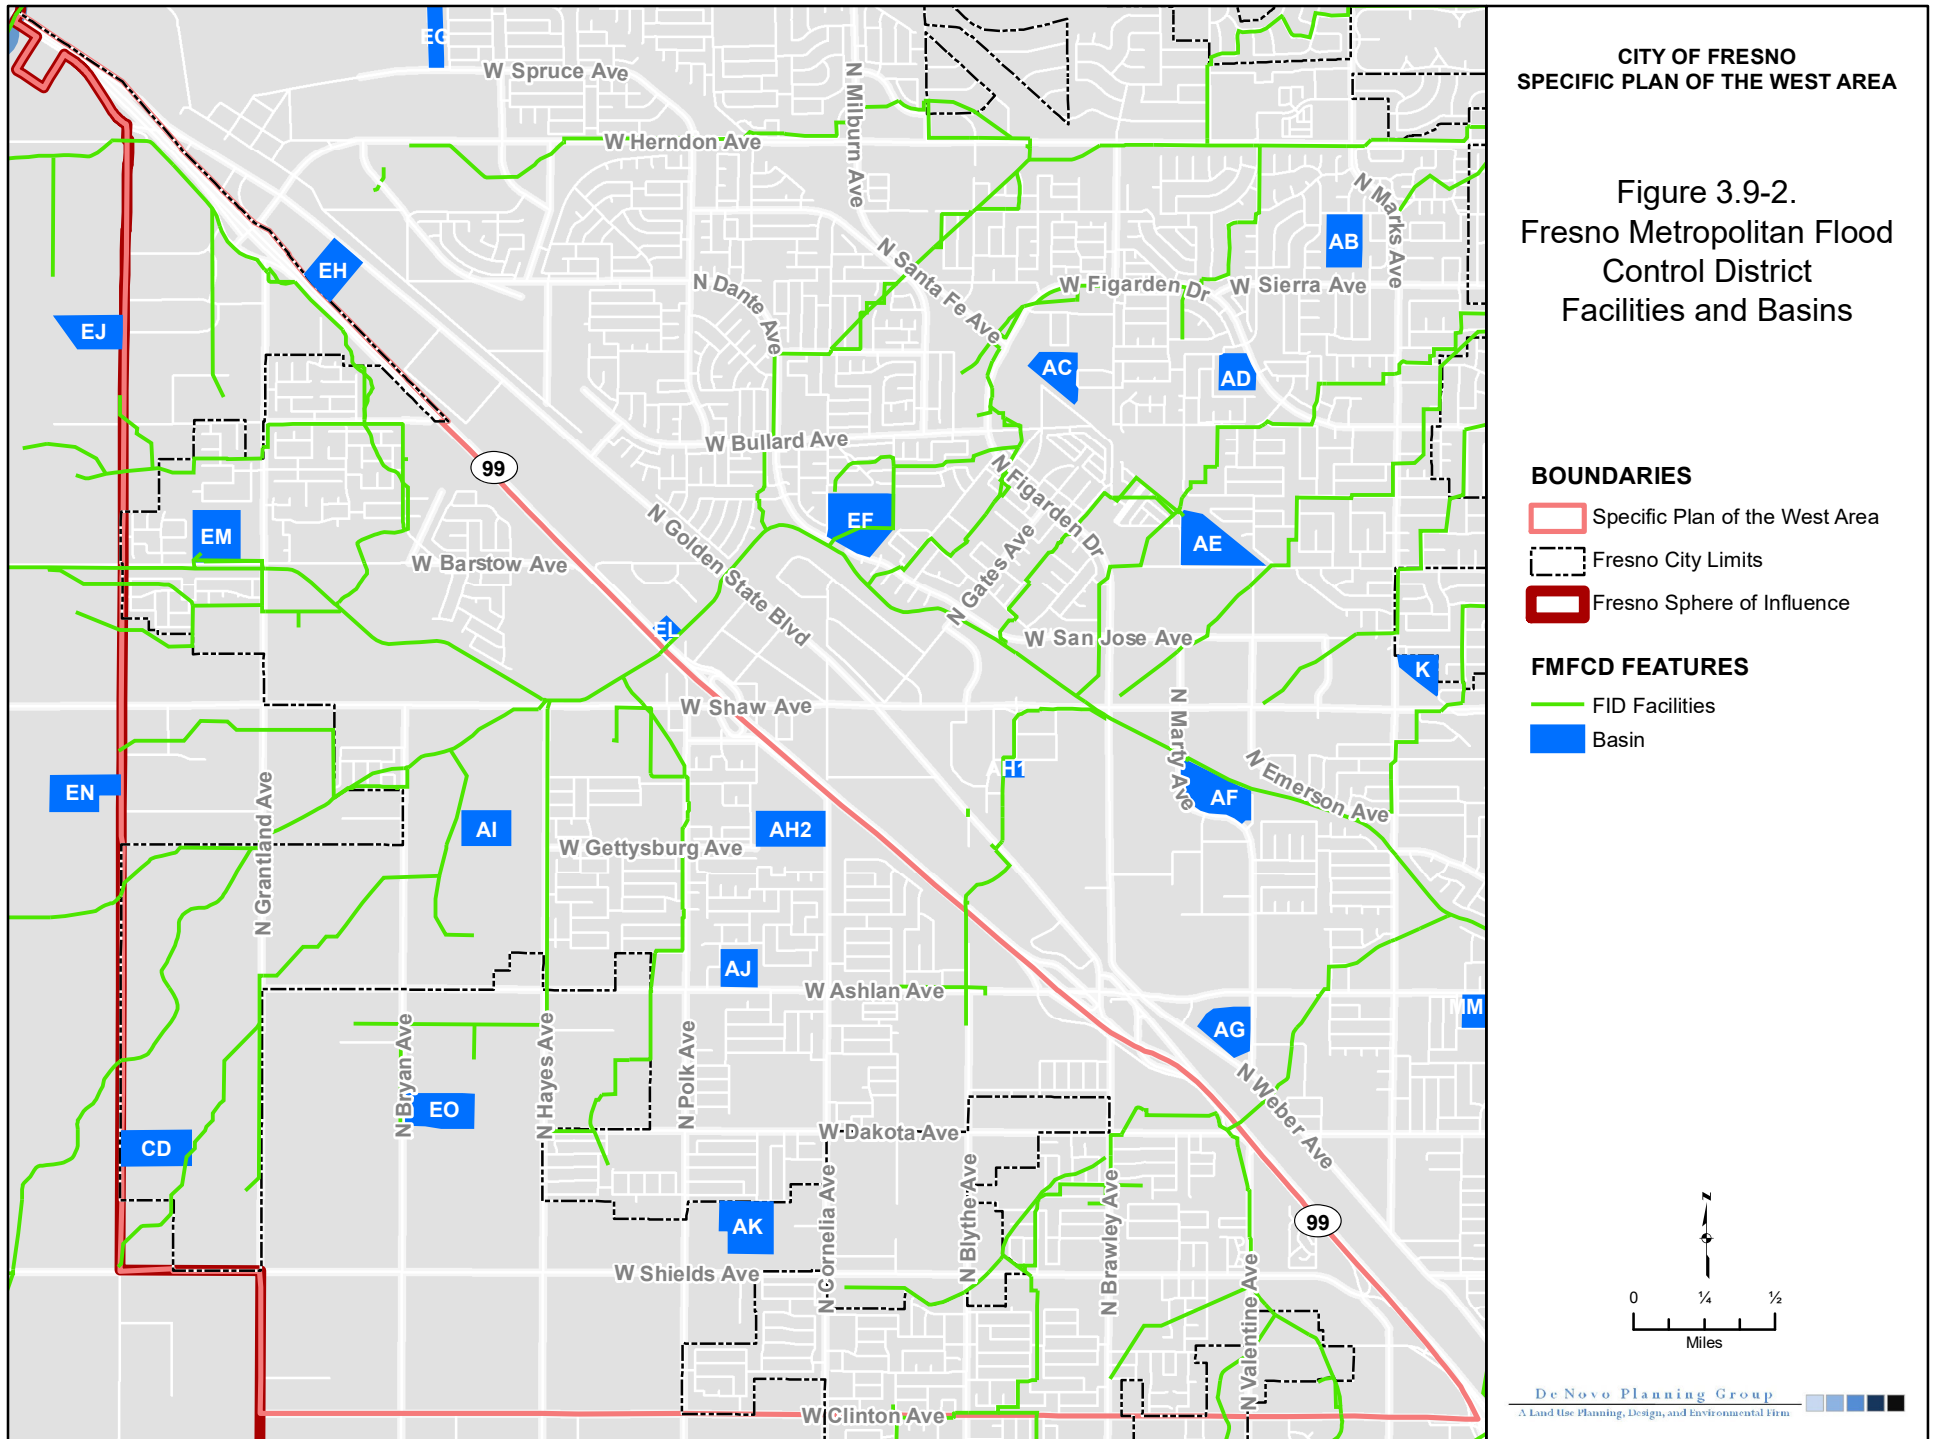 CITY OF FRESNO
SPECIFIC PLAN OF THE WEST AREA
Figure 3.9-2.
Fresno Metropolitan Flood
Control District
Facilities and Basins
BOUNDARIES
Specific Plan of the West Area
Fresno City Limits
Fresno Sphere of Influence
FMFCD FEATURES
FID Facilities
Basin
N
0 ¼ ½
Miles
De Novo Planning Group
A Land Use Planning, Design, and Environmental Firm
EG
W Spruce Ave
N Milburn Ave
W Herndon Ave
N Marks Ave
AB
EH
N Santa Fe Ave
N Dante Ave
W Figarden Dr
W Sierra Ave
EJ
AC
AD
W Bullard Ave
99
N Figarden Dr
EM
EF
N Golden State Blvd
AE
W Barstow Ave
N Gates Ave
EL
W San Jose Ave
K
W Shaw Ave
N Marty Ave
H1
N Emerson Ave
EN
AF
N Grantland Ave
AI
AH2
W Gettysburg Ave
AJ
W Ashlan Ave
MM
AG
N Bryan Ave
N Hayes Ave
N Polk Ave
N Weber Ave
EO
CD
W Dakota Ave
N Cornelia Ave
N Blythe Ave
N Brawley Ave
AK
99
W Shields Ave
N Valentine Ave
W Clinton Ave